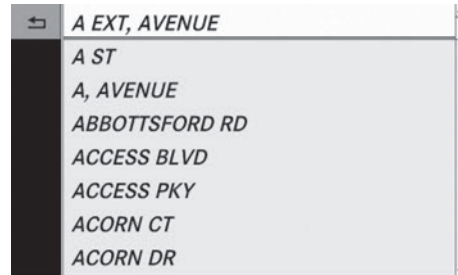 A EXT, AVENUE
A ST
A, AVENUE
ABBOTTSFORD RD
ACCESS BLVD
ACCESS PKY
ACORN CT
ACORN DR